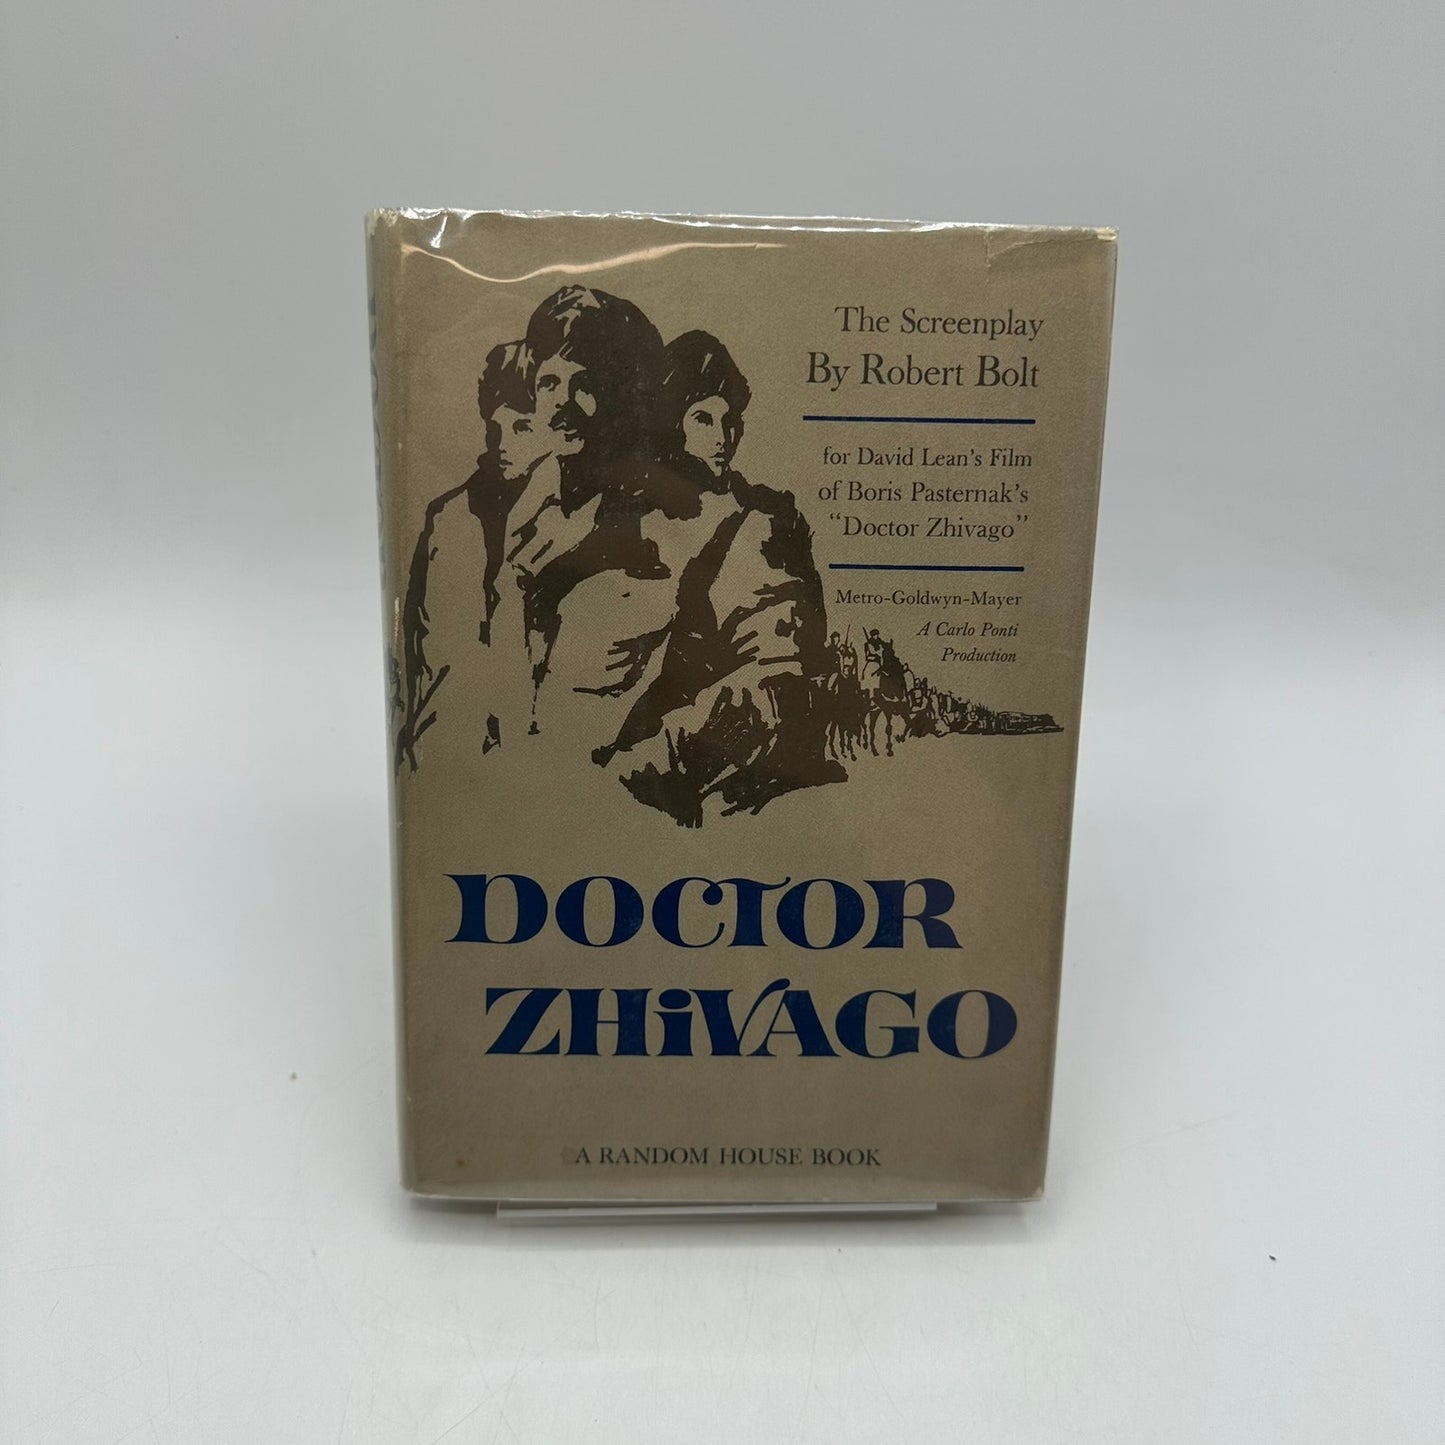 The Screenplay
By Robert Bolt
for David Lean's Film
of Boris Pasternak's
"Doctor Zhivago"
Metro-Goldwyn-Mayer
A Carlo Ponti
Production
DOCTOR
ZHiVAGO
A RANDOM HOUSE BOOK